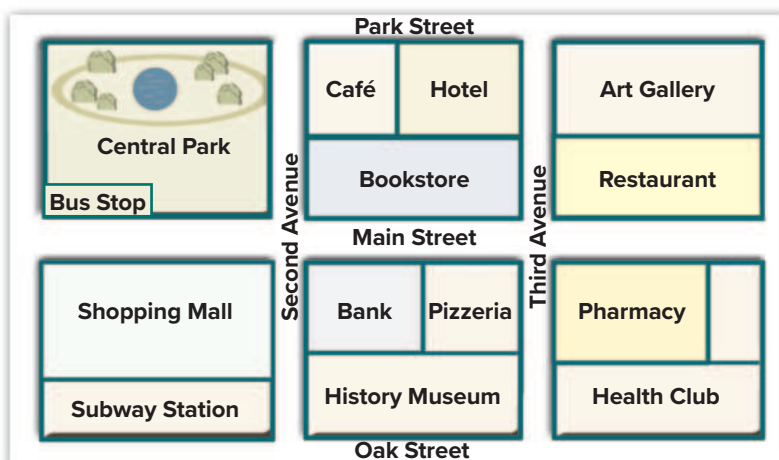 Park Street
Café
Hotel
Art Gallery
Central Park
Bookstore
Restaurant
Bus Stop
Second Avenue
Main Street
Third Avenue
Shopping Mall
Bank
Pizzeria
Pharmacy
Subway Station
History Museum
Health Club
Oak Street